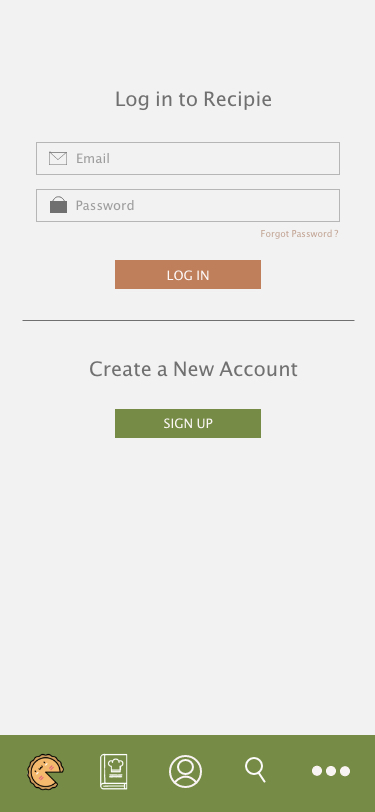 Log in to Recipie
Email
Password
Forgot Password ?
LOG IN
Create a New Account
SIGN UP